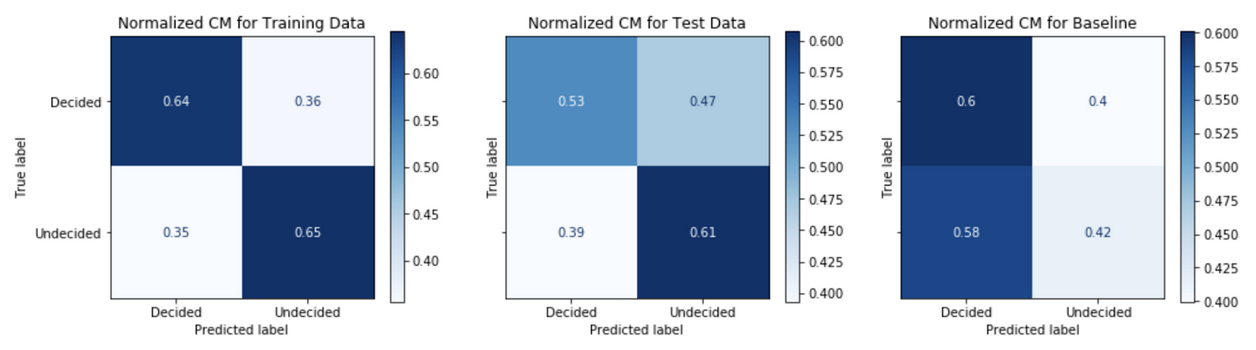 Normalized CM for Training Data
True label
Decided
Undecided
0.64
0.36
0.35
0.65
Decided
Undecided
Predicted label
0.60
0.55
0.50
0.45
0.40
Normalized CM for Test Data
True label
0.53
0.47
0.39
0.61
Decided
Undecided
Predicted label
0.600
0.575
0.550
0.525
0.500
0.475
0.450
0.425
0.400
Normalized CM for Baseline
True label
0.6
0.4
0.58
0.42
Decided
Undecided
Predicted label
0.600
0.575
0.550
0.525
0.500
0.475
0.450
0.425
0.400